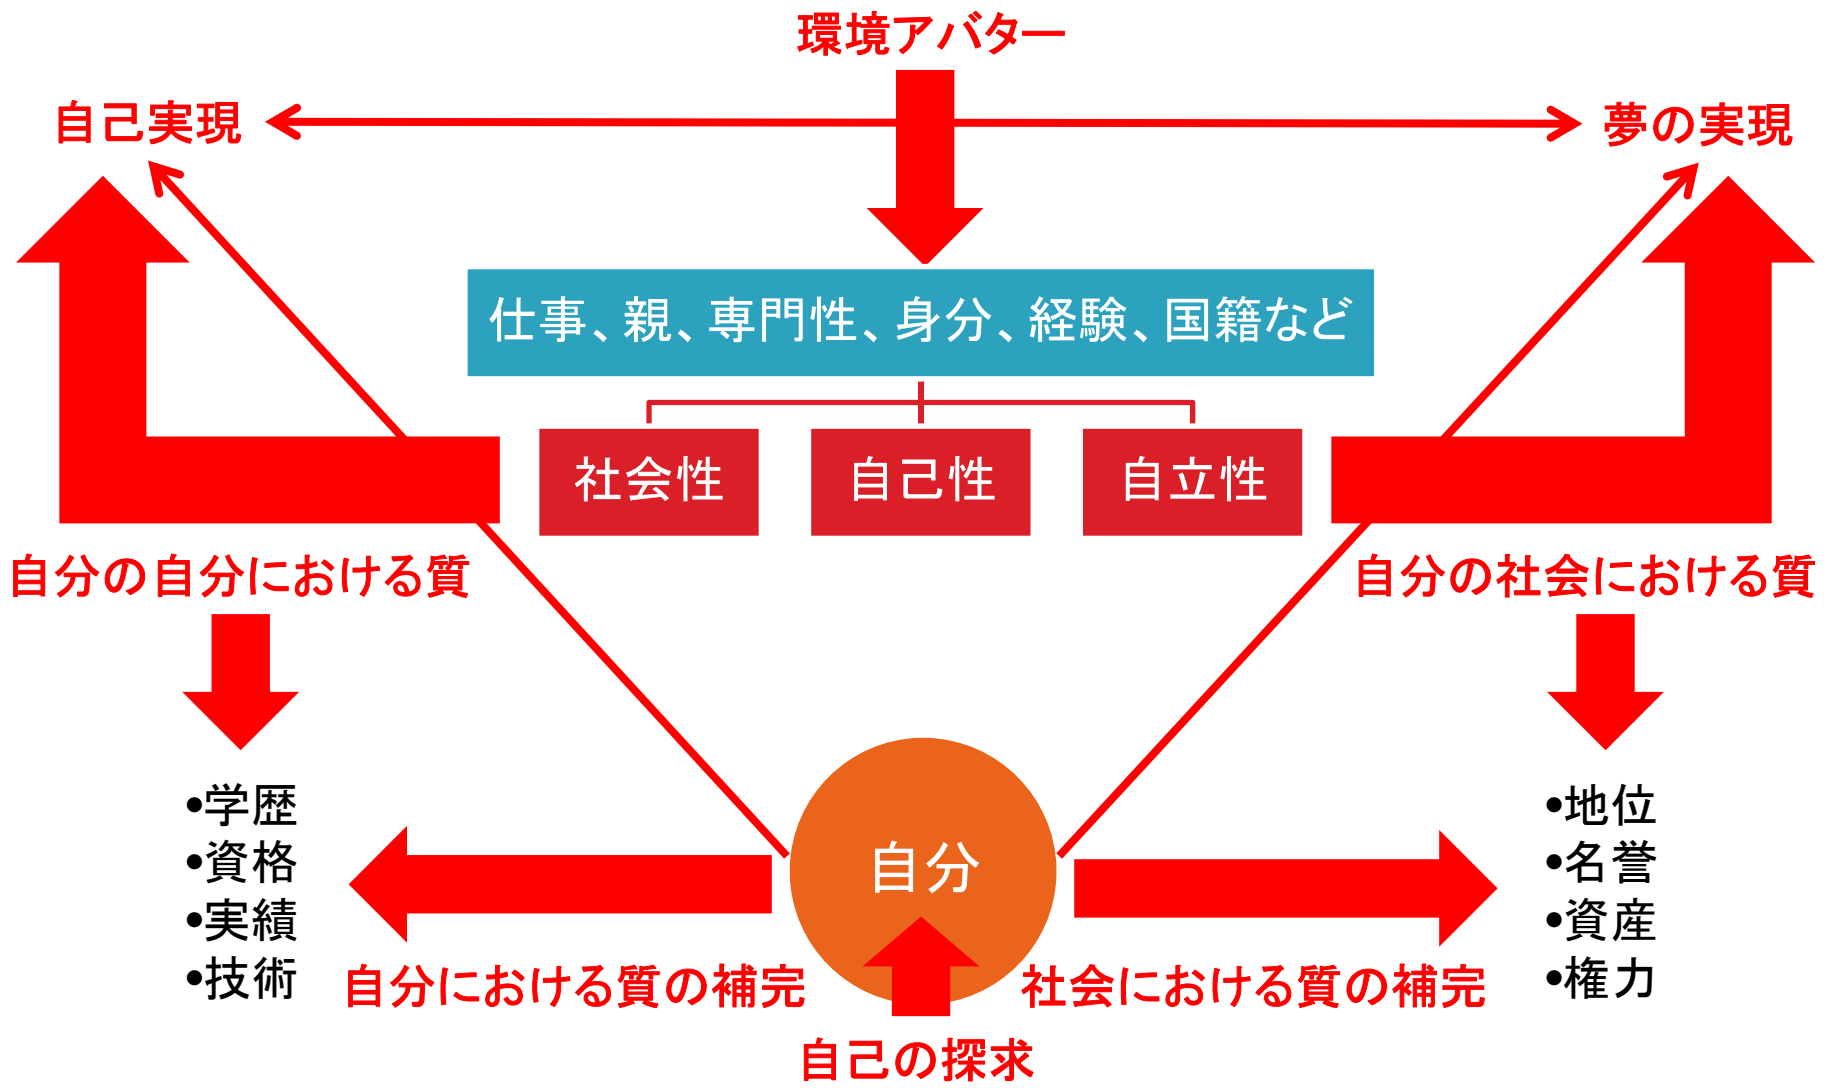 環境アバター
自己実現
夢の実現
仕事、親、専門性、身分、経験、国籍など
社会性
自己性
自立性
自分の自分における質
自分の社会における質
•学歴
•資格
•実績
•技術
自分
•地位
•名誉
•資産
•権力
自分における質の補完
社会における質の補完
自己の探求